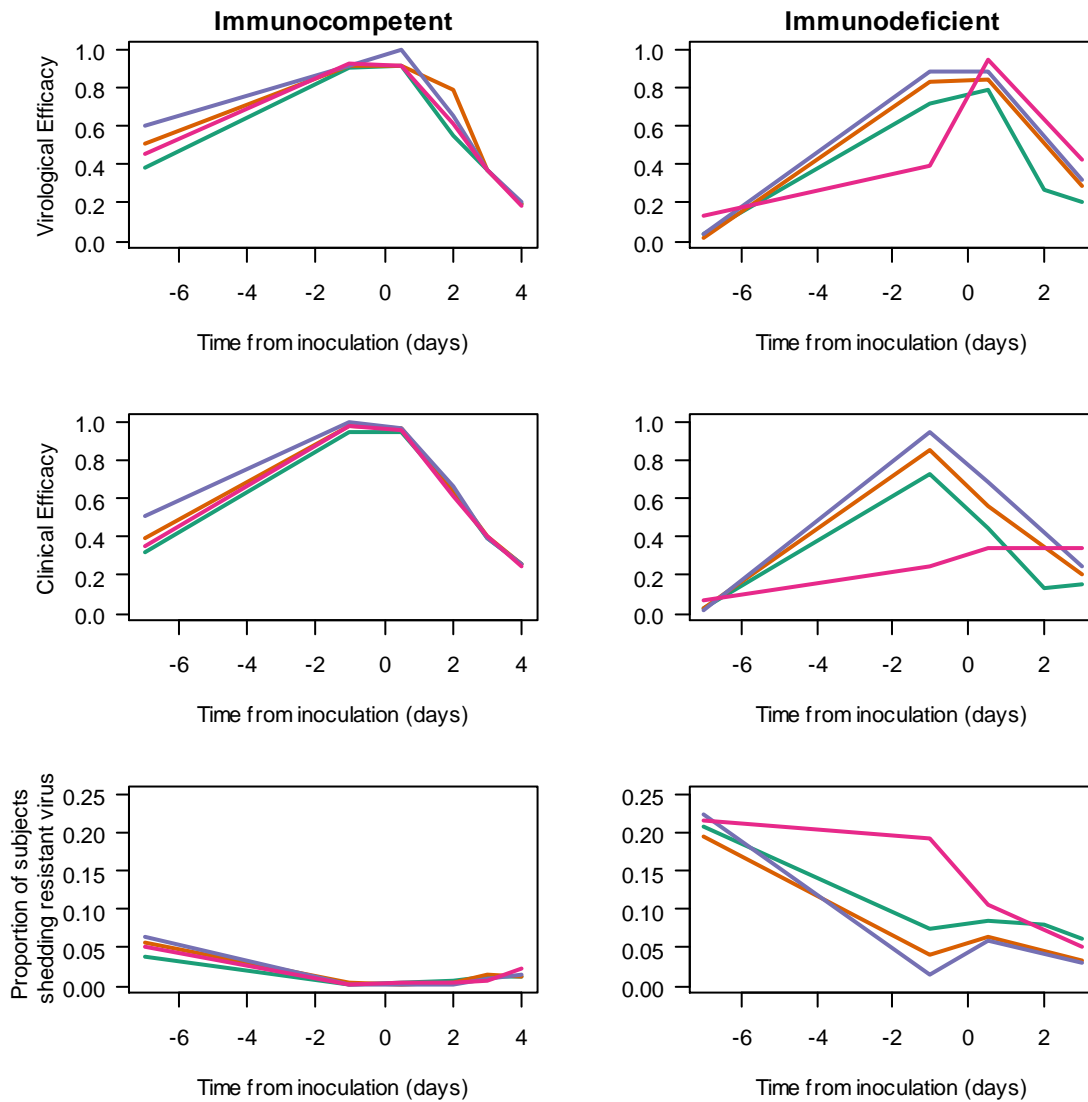 Immunocompetent
Virological Efficacy
1.0
0.8
0.6
0.4
0.2
0.0
-6 -4 -2 0 2 4
Time from inoculation (days)
Immunodeficient
1.0
0.8
0.6
0.4
0.2
0.0
-6 -4 -2 0 2
Time from inoculation (days)
Clinical Efficacy
1.0
0.8
0.6
0.4
0.2
0.0
-6 -4 -2 0 2 4
Time from inoculation (days)
1.0
0.8
0.6
0.4
0.2
0.0
-6 -4 -2 0 2
Time from inoculation (days)
Proportion of subjects
shedding resistant virus
0.25
0.20
0.15
0.10
0.05
0.00
-6 -4 -2 0 2 4
Time from inoculation (days)
0.25
0.20
0.15
0.10
0.05
0.00
-6 -4 -2 0 2
Time from inoculation (days)